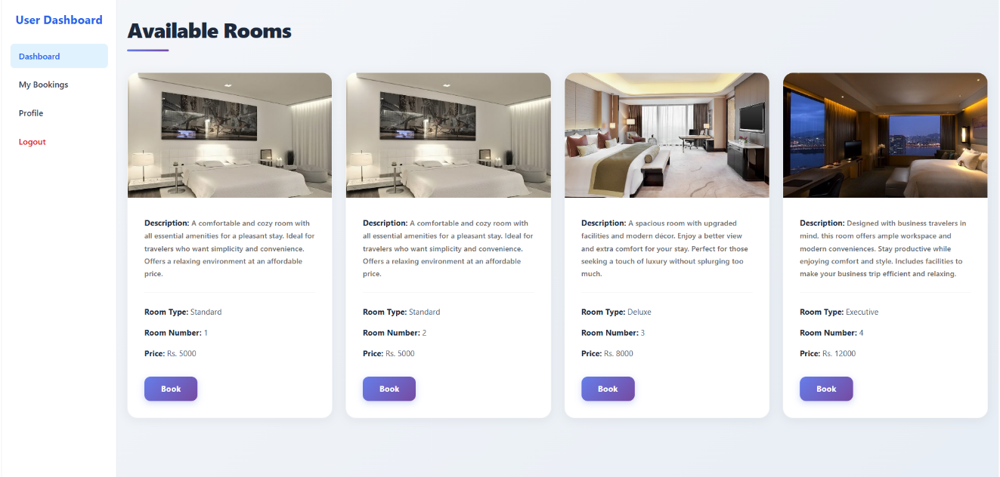 User Dashboard
Dashboard
My Bookings
Profile
Logout
Available Rooms
Description: A comfortable and cozy room with
all essential amenities for a pleasant stay. Ideal for
travelers who want simplicity and convenience.
Offers a relaxing environment at an affordable
price.
Room Type: Standard
Room Number: 1
Price: Rs. 5000
Book
Description: A comfortable and cozy room with
all essential amenities for a pleasant stay. Ideal for
travelers who want simplicity and convenience.
Offers a relaxing environment at an affordable
price.
Room Type: Standard
Room Number: 2
Price: Rs. 5000
Book
Description: A spacious room with upgraded
facilities and modern décor. Enjoy a better view
and extra comfort for your stay. Perfect for those
seeking a touch of luxury without splurging too
much.
Room Type: Deluxe
Room Number: 3
Price: Rs. 8000
Book
Description: Designed with business travelers in
mind, this room offers ample workspace and
modern conveniences. Stay productive while
enjoying comfort and style. Includes facilities to
make your business trip efficient and relaxing.
Room Type: Executive
Room Number: 4
Price: Rs. 12000
Book